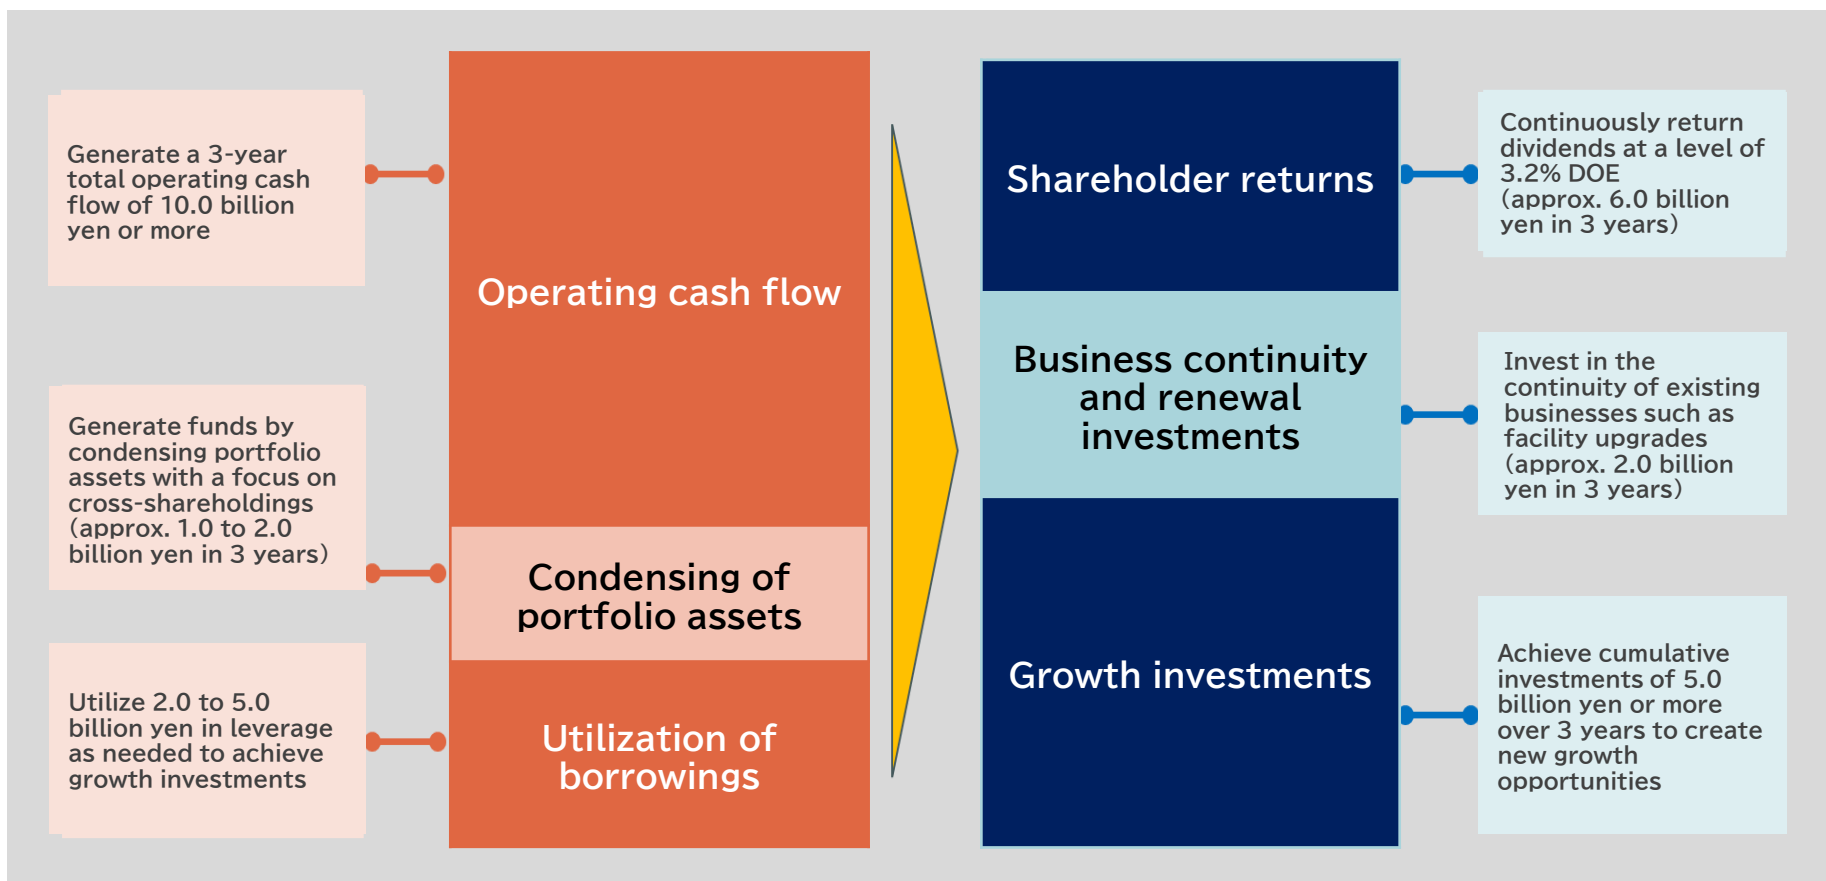 Generate a 3-year
total operating cash
flow of 10.0 billion
yen or more
Generate funds by
condensing portfolio
assets with a focus on
cross-shareholdings
(approx. 1.0 to 2.0
billion yen in 3 years)
Utilize 2.0 to 5.0
billion yen in leverage
as needed to achieve
growth investments
Operating cash flow
Condensing of
portfolio assets
Utilization of
borrowings
Shareholder returns
Business continuity
and renewal
investments
Growth investments
Continuously return
dividends at a level of
3.2% DOE
(approx. 6.0 billion
yen in 3 years)
Invest in the
continuity of existing
businesses such as
facility upgrades
(approx. 2.0 billion
yen in 3 years)
Achieve cumulative
investments of 5.0
billion yen or more
over 3 years to create
new growth
opportunities